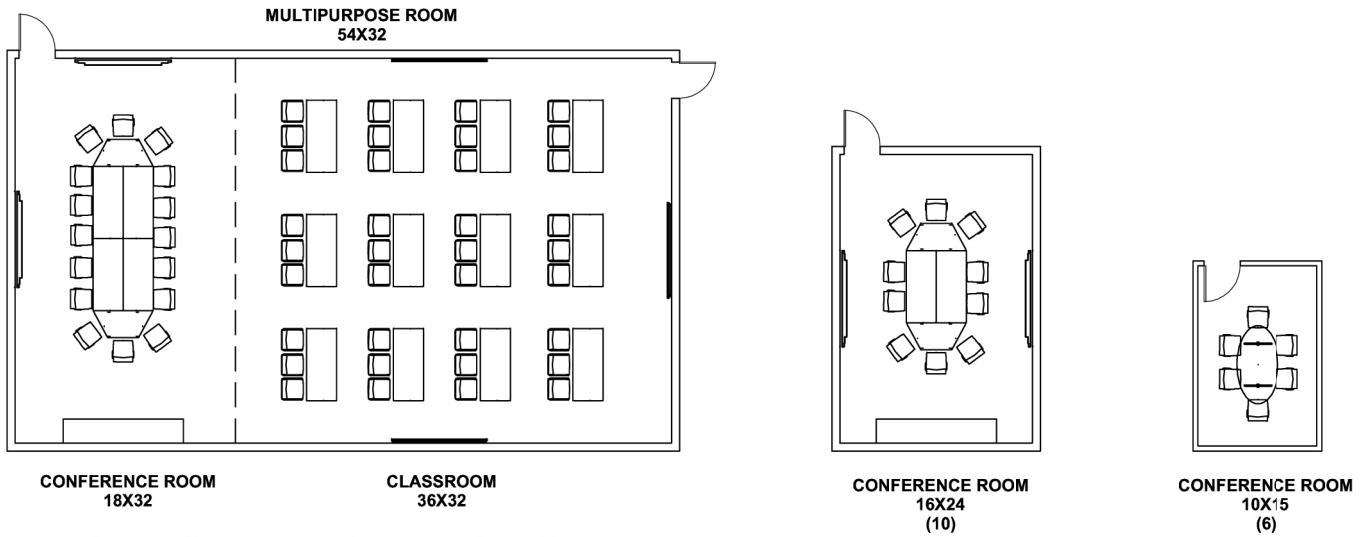 MULTIPURPOSE ROOM
54X32
CONFERENCE ROOM
18X32
CLASSROOM
36X32
CONFERENCE ROOM
16X24
(10)
CONFERENCE ROOM
10X15
(6)